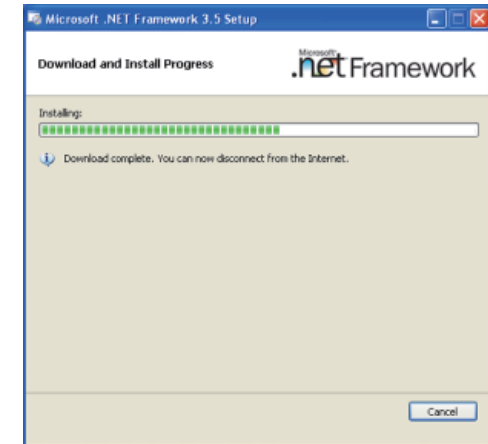 Microsoft .NET Framework 3.5 Setup
Download and Install Progress
Microsoft
.net Framework
Installing:
Download complete. You can now disconnect from the Internet.
Cancel